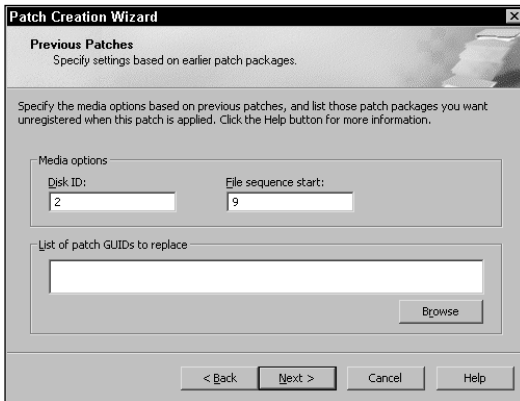 Patch Creation Wizard
Previous Patches
Specify settings based on earlier patch packages.
Specify the media options based on previous patches, and list those patch packages you want
unregistered when this patch is applied. Click the Help button for more information.
Media options
Disk ID:
File sequence start:
2
9
List of patch GUIDs to replace
Browse
< Back
Next >
Cancel
Help